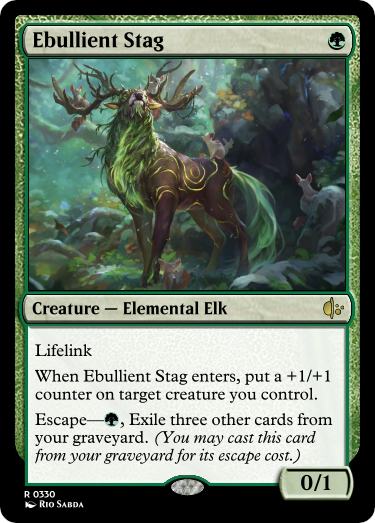 Ebullient Stag
Creature — Elemental Elk
Lifelink
When Ebullient Stag enters, put a +1/+1
counter on target creature you control.
Escape—, Exile three other cards from
your graveyard. (You may cast this card
from your graveyard for its escape cost.)
0/1
R 0330
Rio Sabda